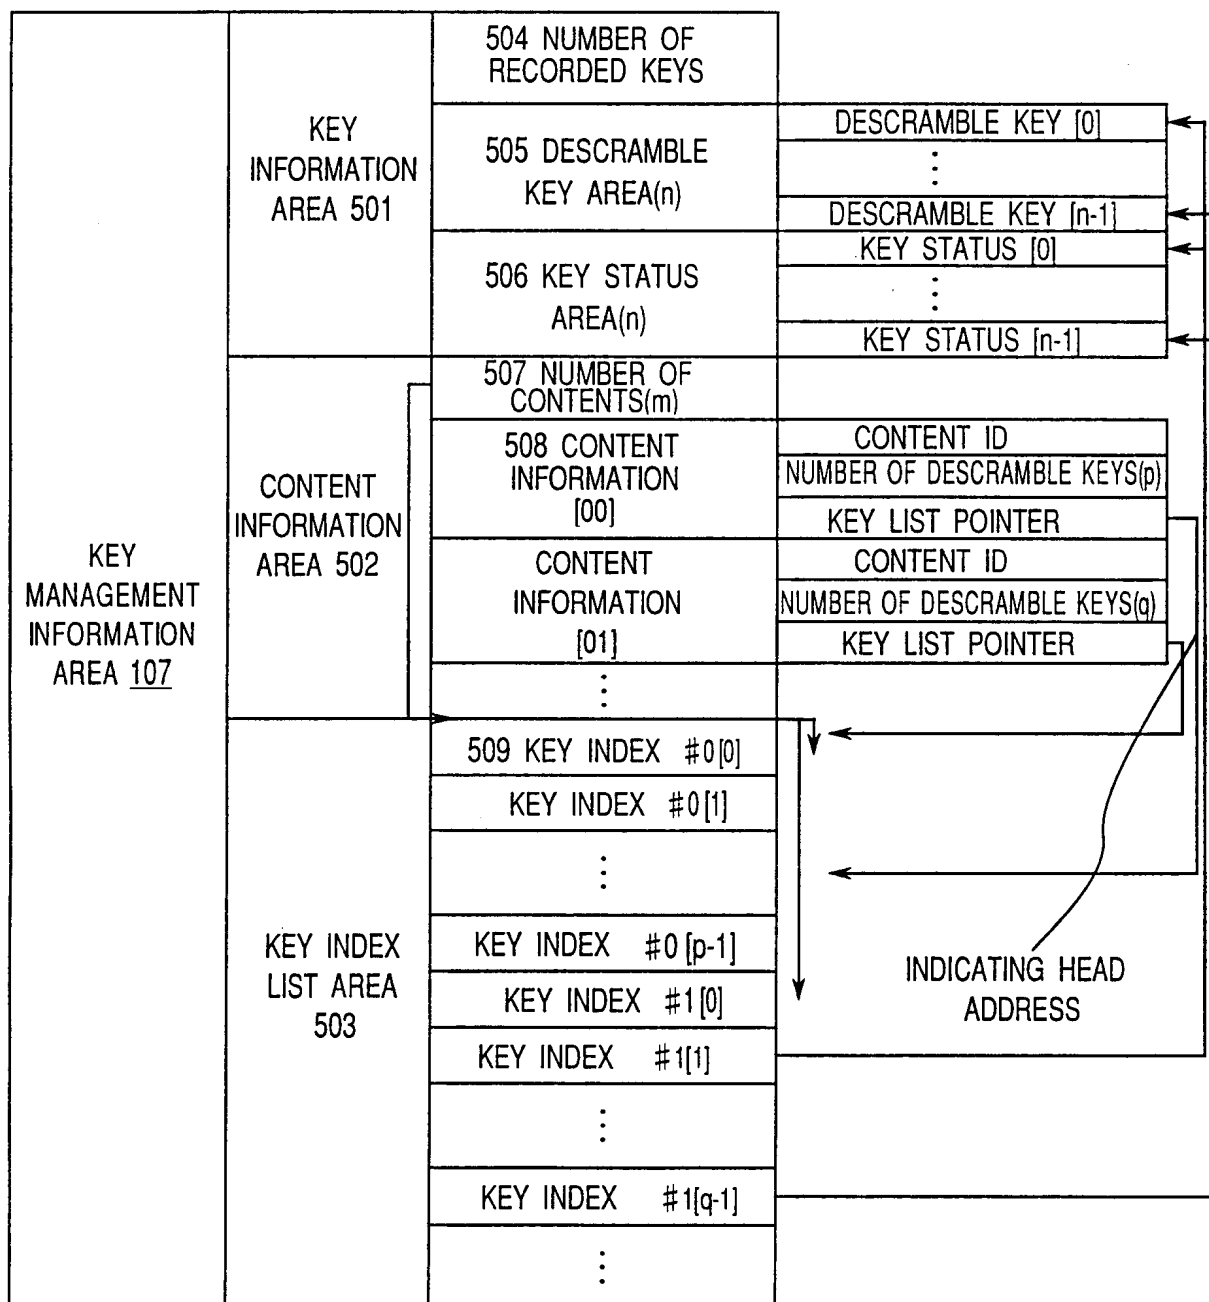 KEY
MANAGEMENT
INFORMATION
AREA 107
KEY
INFORMATION
AREA 501
504 NUMBER OF
RECORDED KEYS
505 DESCRAMBLE
KEY AREA(n)
DESCRAMBLE KEY [0]
⋮
DESCRAMBLE KEY [n-1]
506 KEY STATUS
AREA(n)
KEY STATUS [0]
⋮
KEY STATUS [n-1]
CONTENT
INFORMATION
AREA 502
507 NUMBER OF
CONTENTS(m)
508 CONTENT
INFORMATION
[00]
CONTENT ID
NUMBER OF DESCRAMBLE KEYS(p)
KEY LIST POINTER
CONTENT
INFORMATION
[01]
CONTENT ID
NUMBER OF DESCRAMBLE KEYS(q)
KEY LIST POINTER
⋮
KEY INDEX
LIST AREA
503
509 KEY INDEX #0[0]
KEY INDEX #0[1]
⋮
KEY INDEX #0[p-1]
KEY INDEX #1[0]
KEY INDEX #1[1]
⋮
KEY INDEX #1[q-1]
⋮
INDICATING HEAD
ADDRESS